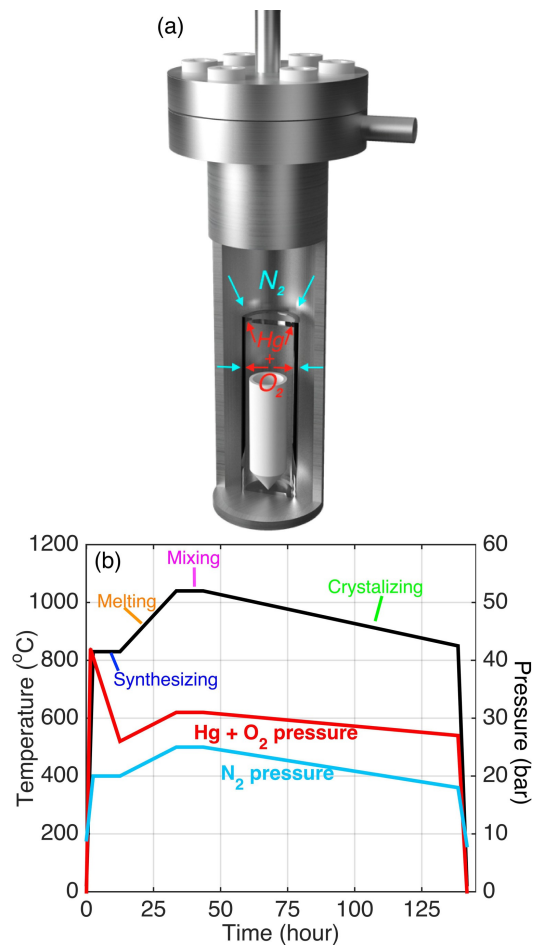 (a)
N₂
Hg
+
O₂
(b)
Mixing
Melting
Crystalizing
Synthesizing
Hg + O₂ pressure
N₂ pressure
Temperature (⁰C)
1200
1000
800
600
400
200
0
Pressure (bar)
60
50
40
30
20
10
0
0 25 50 75 100 125
Time (hour)